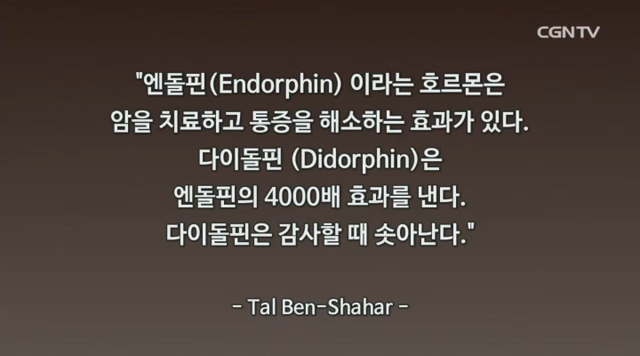 CGNTV
"엔돌핀(Endorphin) 이라는 호르몬은
암을 치료하고 통증을 해소하는 효과가 있다.
다이돌핀 (Didorphin)은
엔돌핀의 4000배 효과를 낸다.
다이돌핀은 감사할 때 솟아난다."
- Tal Ben-Shahar -